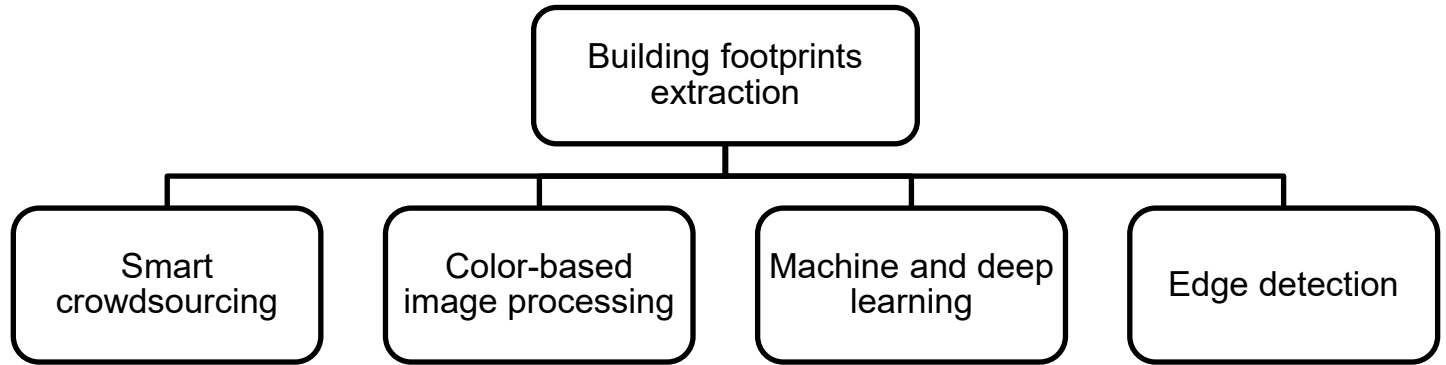 Building footprints
extraction
Smart
crowdsourcing
Color-based
image processing
Machine and deep
learning
Edge detection